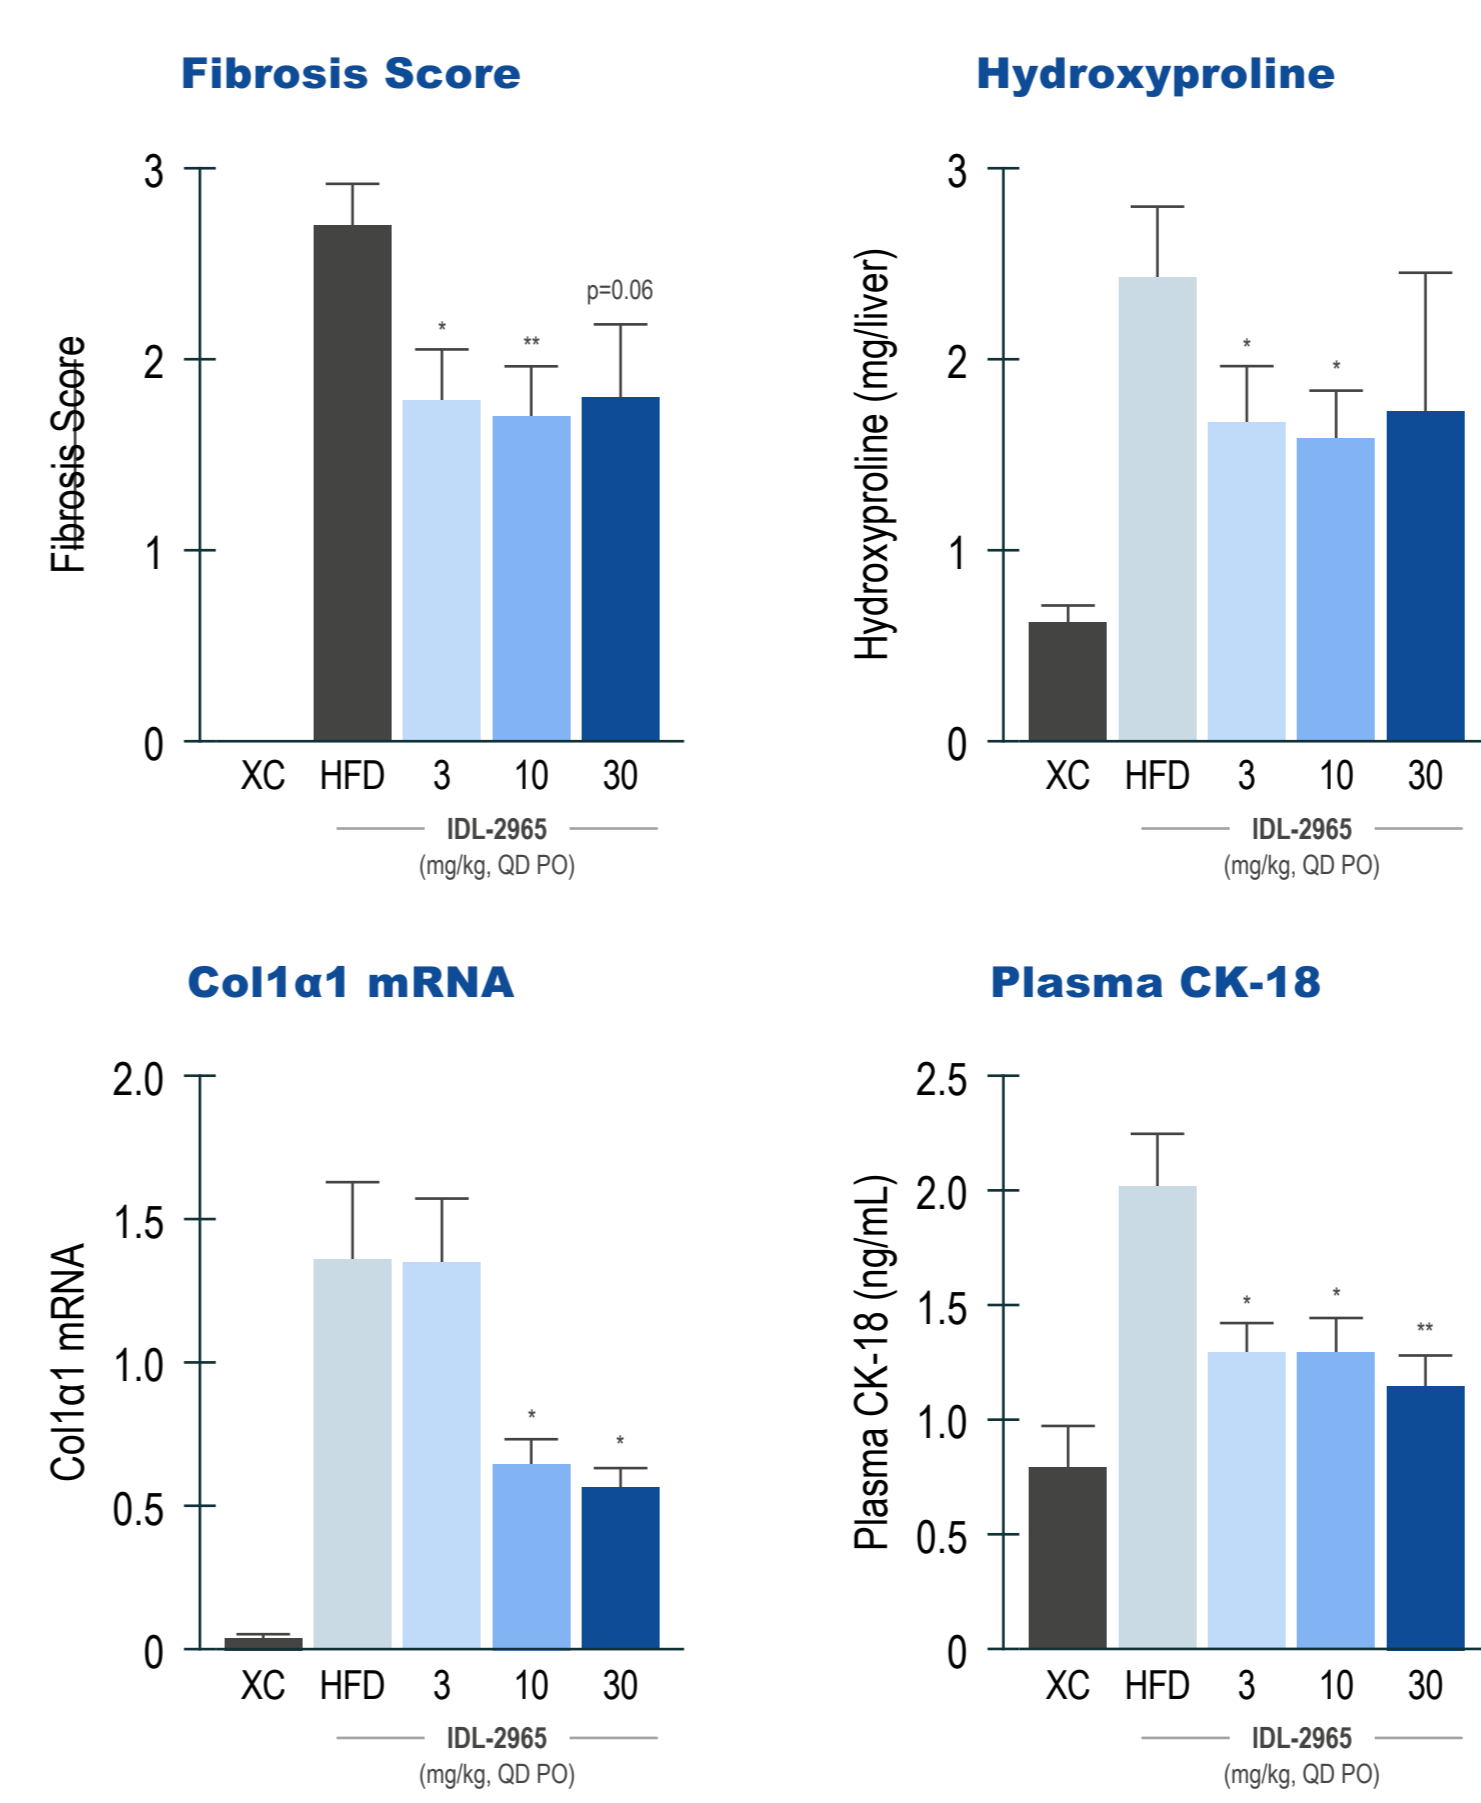 Fibrosis Score
Fibrosis Score
3
2
1
0
*
**
p=0.06
XC HFD 3 10 30
IDL-2965
(mg/kg, QD PO)
Hydroxyproline
Hydroxyproline (mg/liver)
3
2
1
0
*
*
XC HFD 3 10 30
IDL-2965
(mg/kg, QD PO)
Col1α1 mRNA
Col1α1 mRNA
2.0
1.5
1.0
0.5
0
*
*
XC HFD 3 10 30
IDL-2965
(mg/kg, QD PO)
Plasma CK-18
Plasma CK-18 (ng/mL)
2.5
2.0
1.5
1.0
0.5
0
*
*
**
XC HFD 3 10 30
IDL-2965
(mg/kg, QD PO)